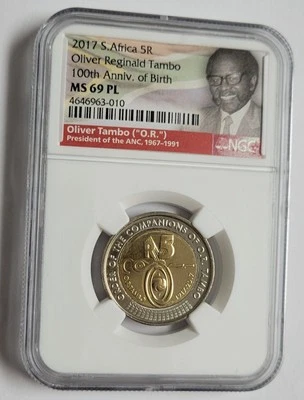 2017 S.Africa 5R
Oliver Reginald Tambo
100th Anniv. of Birth
MS 69 PL
4646963-010
NGC
Oliver Tambo ("O.R.")
President of the ANC, 1967-1991
ORDER OF THE COMPANIONS OF O.R. TAMBO
R5